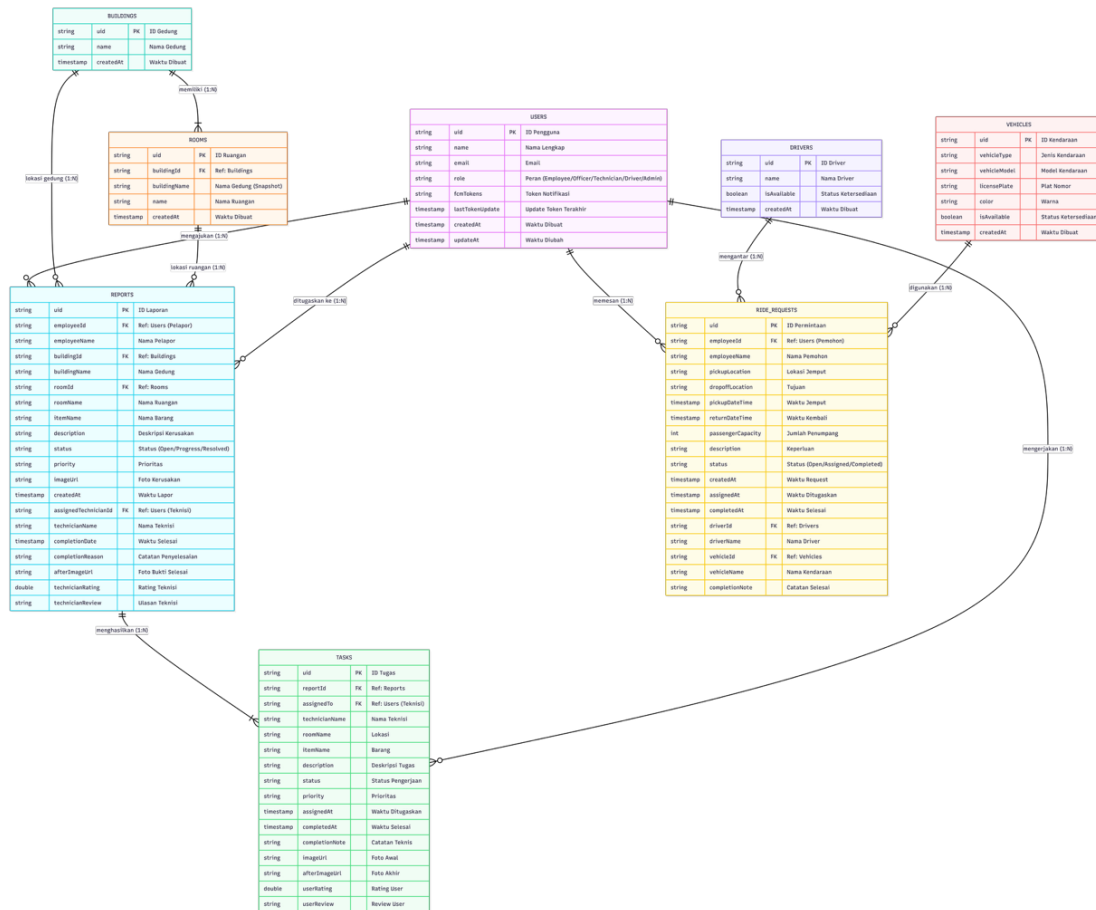 BUILDINGS
string uid PK ID Gedung
string name Nama Gedung
timestamp createdAt Waktu Dibuat
memiliki (1:N)
lokasi gedung (1:N)
ROOMS
string uid PK ID Ruangan
string buildingId FK Ref: Buildings
string buildingName Nama Gedung (Snapshot)
string name Nama Ruangan
timestamp createdAt Waktu Dibuat
USERS
string uid PK ID Pengguna
string name Nama Lengkap
string email Email
string role Peran (Employee/Officer/Technician/Driver/Admin)
string fcmTokens Token Notifikasi
timestamp lastTokenUpdate Update Token Terakhir
timestamp createdAt Waktu Dibuat
timestamp updateAt Waktu Diubah
DRIVERS
string uid PK ID Driver
string name Nama Driver
boolean isAvailable Status Ketersediaan
timestamp createdAt Waktu Dibuat
VEHICLES
string uid PK ID Kendaraan
string vehicleType Jenis Kendaraan
string vehicleModel Model Kendaraan
string licensePlate Plat Nomor
string color Warna
boolean isAvailable Status Ketersediaan
timestamp createdAt Waktu Dibuat
mengajukan (1:N)
lokasi ruangan (1:N)
ditugaskan ke (1:N)
memesan (1:N)
mengantar (1:N)
digunakan (1:N)
mengerjakan (1:N)
REPORTS
string uid PK ID Laporan
string employeeId FK Ref: Users (Pelapor)
string employeeName Nama Pelapor
string buildingId FK Ref: Buildings
string buildingName Nama Gedung
string roomId FK Ref: Rooms
string roomName Nama Ruangan
string itemName Nama Barang
string description Deskripsi Kerusakan
string status Status (Open/Progress/Resolved)
string priority Prioritas
string imageUrl Foto Kerusakan
timestamp createdAt Waktu Lapor
string assignedTechnicianId FK Ref: Users (Teknisi)
string technicianName Nama Teknisi
timestamp completionDate Waktu Selesai
string completionReason Catatan Penyelesaian
string afterImageUrl Foto Bukti Selesai
double technicianRating Rating Teknisi
string technicianReview Ulasan Teknisi
RIDE_REQUESTS
string uid PK ID Permintaan
string employeeId FK Ref: Users (Pemohon)
string employeeName Nama Pemohon
string pickupLocation Lokasi Jemput
string dropoffLocation Tujuan
timestamp pickupDateTime Waktu Jemput
timestamp returnDateTime Waktu Kembali
int passengerCapacity Jumlah Penumpang
string description Keperluan
string status Status (Open/Assigned/Completed)
timestamp createdAt Waktu Request
timestamp assignedAt Waktu Ditugaskan
timestamp completedAt Waktu Selesai
string driverId FK Ref: Drivers
string driverName Nama Driver
string vehicleId FK Ref: Vehicles
string vehicleName Nama Kendaraan
string completionNote Catatan Selesai
menghasilkan (1:N)
TASKS
string uid PK ID Tugas
string reportId FK Ref: Reports
string assignedTo FK Ref: Users (Teknisi)
string technicianName Nama Teknisi
string roomName Lokasi
string itemName Barang
string description Deskripsi Tugas
string status Status Pengerjaan
string priority Prioritas
timestamp assignedAt Waktu Ditugaskan
timestamp completedAt Waktu Selesai
string completionNote Catatan Teknis
string imageUrl Foto Awal
string afterImageUrl Foto Akhir
double userRating Rating User
string userReview Review User